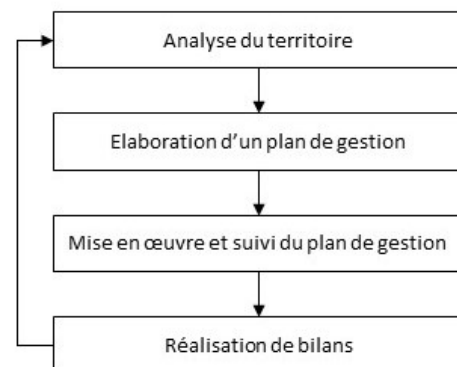 Analyse du territoire
Elaboration d’un plan de gestion
Mise en œuvre et suivi du plan de gestion
Réalisation de bilans